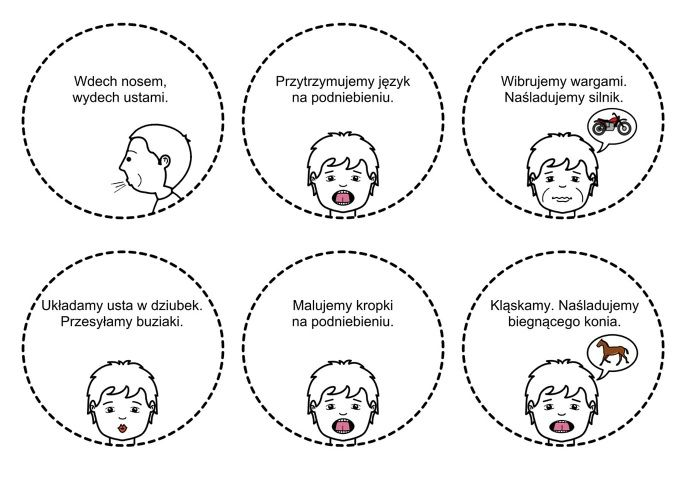 Wdech nosem,
wydech ustami.
Przytrzymujemy język
na podniebieniu.
Wibrujemy wargami.
Naśladujemy silnik.
Układamy usta w dziubek.
Przesyłamy buziaki.
Malujemy kropki
na podniebieniu.
Kląskamy. Naśladujemy
biegnącego konia.